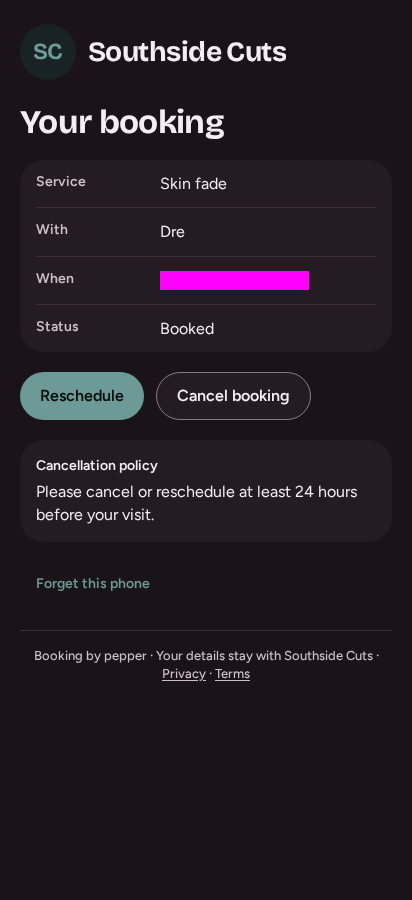 SC
Southside Cuts
Your booking
Service
Skin fade
With
Dre
When
Status
Booked
Reschedule
Cancel booking
Cancellation policy
Please cancel or reschedule at least 24 hours
before your visit.
Forget this phone
Booking by pepper · Your details stay with Southside Cuts ·
Privacy · Terms